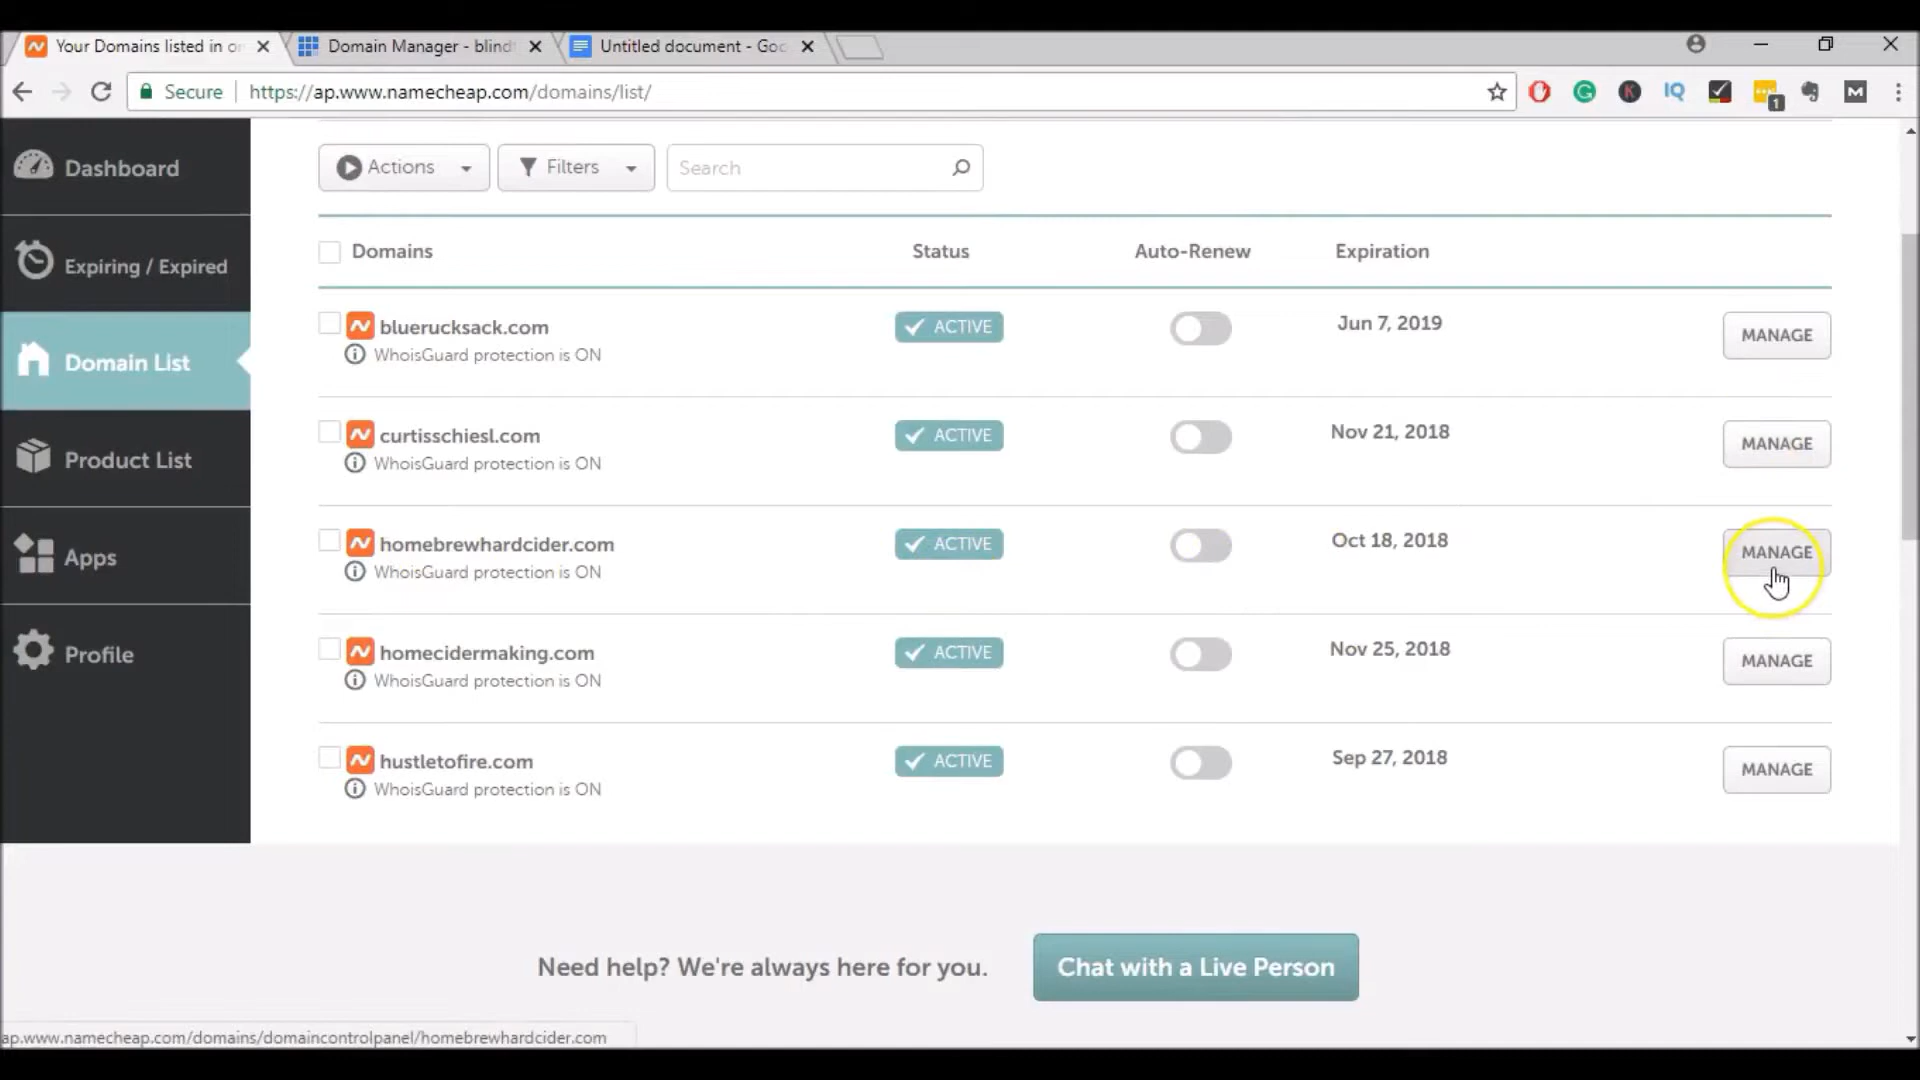 Your Domains listed in o
Domain Manager - blind
Untitled document - Goo
Secure
https://ap.www.namecheap.com/domains/list/
IQ
1
M
Dashboard
Expiring / Expired
Domain List
Product List
Apps
Profile
Actions
Filters
Search
Domains Status Auto-Renew Expiration
bluerucksack.com ACTIVE Jun 7, 2019 MANAGE
WhoisGuard protection is ON
curtisschiesl.com ACTIVE Nov 21, 2018 MANAGE
WhoisGuard protection is ON
homebrewhardcider.com ACTIVE Oct 18, 2018 MANAGE
WhoisGuard protection is ON
homecidermaking.com ACTIVE Nov 25, 2018 MANAGE
WhoisGuard protection is ON
hustletofire.com ACTIVE Sep 27, 2018 MANAGE
WhoisGuard protection is ON
Need help? We're always here for you.
Chat with a Live Person
ap.www.namecheap.com/domains/domaincontrolpanel/homebrewhardcider.com